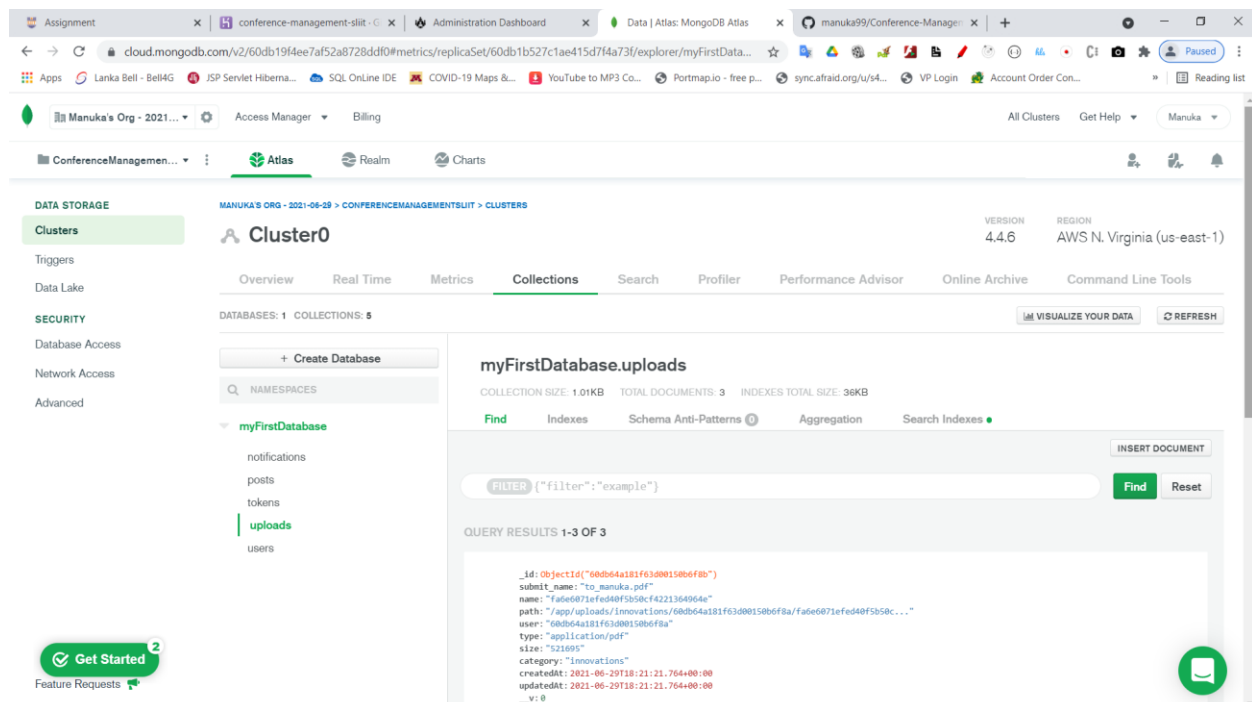 Assignment
conference-management-sliit - G
Administration Dashboard
Data | Atlas: MongoDB Atlas
manuka99/Conference-Managen
cloud.mongodb.com/v2/60db19f4ee7af52a8728ddf0#metrics/replicaSet/60db1b527c1ae415d7f4a73f/explorer/myFirstData...
Paused
Apps Lanka Bell - Bell4G JSP Servlet Hiberna... SQL OnLine IDE COVID-19 Maps &... YouTube to MP3 Co... Portmap.io - free p... sync.afraid.org/u/s4... VP Login Account Order Con... » Reading list
Manuka's Org - 2021... Access Manager Billing All Clusters Get Help Manuka
ConferenceManagemen... Atlas Realm Charts
DATA STORAGE
Clusters
Triggers
Data Lake
SECURITY
Database Access
Network Access
Advanced
MANUKA'S ORG - 2021-06-29 > CONFERENCEMANAGEMENTSLIIT > CLUSTERS
Cluster0
VERSION
4.4.6
REGION
AWS N. Virginia (us-east-1)
Overview Real Time Metrics Collections Search Profiler Performance Advisor Online Archive Command Line Tools
DATABASES: 1 COLLECTIONS: 5
VISUALIZE YOUR DATA
REFRESH
+ Create Database
NAMESPACES
myFirstDatabase
notifications
posts
tokens
uploads
users
myFirstDatabase.uploads
COLLECTION SIZE: 1.01KB TOTAL DOCUMENTS: 3 INDEXES TOTAL SIZE: 36KB
Find Indexes Schema Anti-Patterns 0 Aggregation Search Indexes
INSERT DOCUMENT
FILTER {"filter":"example"}
Find Reset
QUERY RESULTS 1-3 OF 3
_id: ObjectId("60db64a181f63d00150b6f8b")
submit_name: "to_manuka.pdf"
name: "fa6e6071efed40f5b50cf4221364964e"
path: "/app/uploads/innovations/60db64a181f63d00150b6f8a/fa6e6071efed40f5b50c..."
user: "60db64a181f63d00150b6f8a"
type: "application/pdf"
size: "521695"
category: "innovations"
createdAt: 2021-06-29T18:21:21.764+00:00
updatedAt: 2021-06-29T18:21:21.764+00:00
__v: 0
Get Started
2
Feature Requests